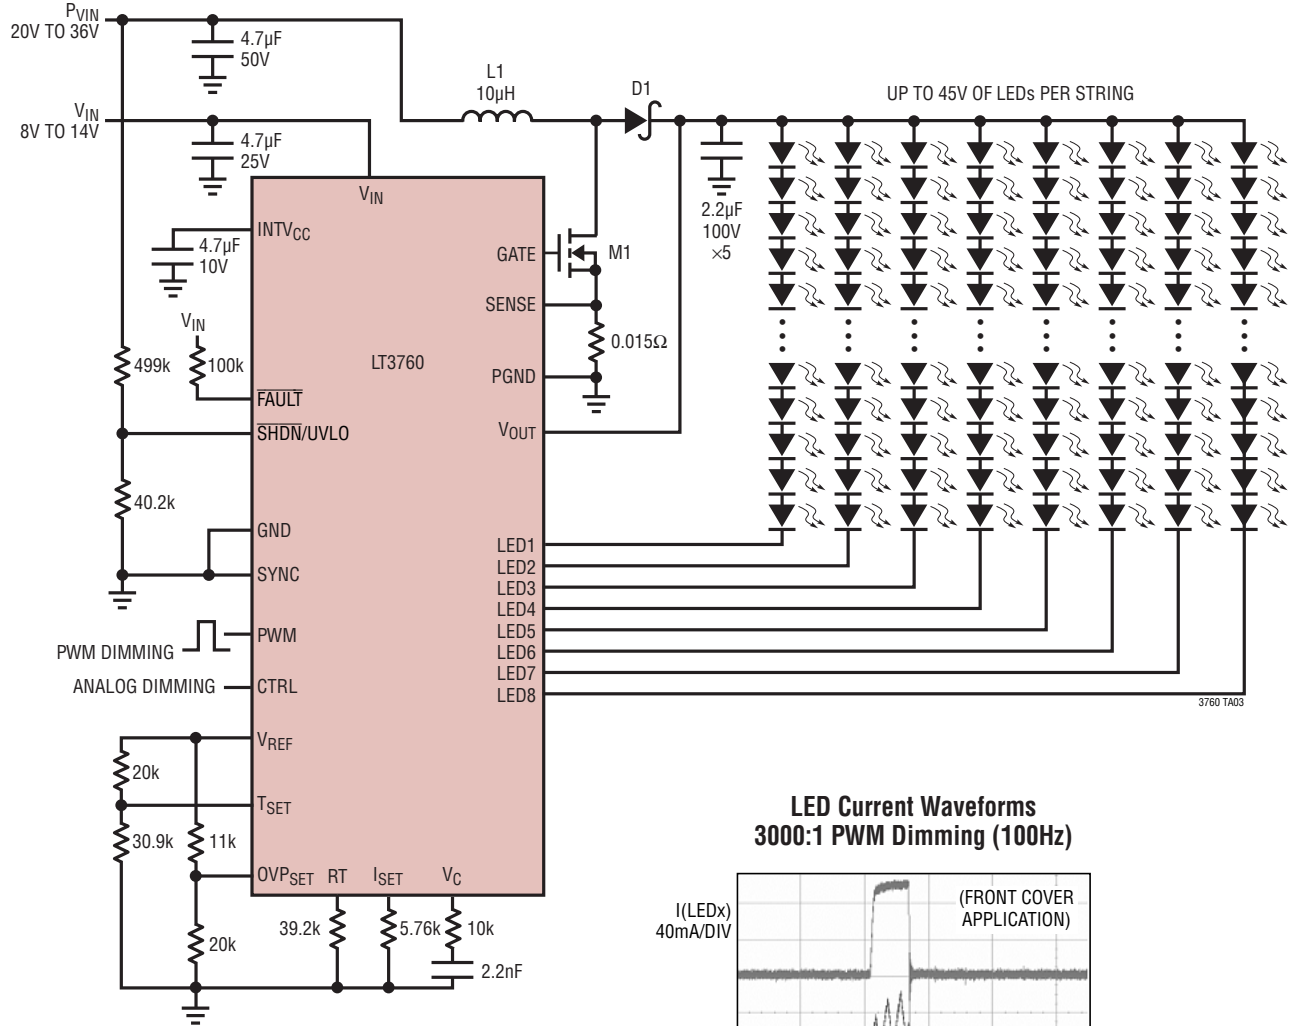 PVIN
20V TO 36V
4.7µF
50V
L1
10µH
D1
UP TO 45V OF LEDs PER STRING
VIN
8V TO 14V
4.7µF
25V
VIN
2.2µF
100V
×5
INTVCC
4.7µF
10V
GATE
M1
SENSE
VIN
0.015Ω
499k
100k
LT3760
PGND
FAULT
SHDN/UVLO
VOUT
40.2k
GND
LED1
LED2
SYNC
LED3
LED4
PWM
LED5
PWM DIMMING
LED6
LED7
ANALOG DIMMING
CTRL
LED8
3760 TA03
VREF
20k
TSET
30.9k
11k
OVPSET
RT
ISET
VC
39.2k
5.76k
10k
20k
2.2nF
LED Current Waveforms
3000:1 PWM Dimming (100Hz)
I(LEDx)
40mA/DIV
(FRONT COVER
APPLICATION)